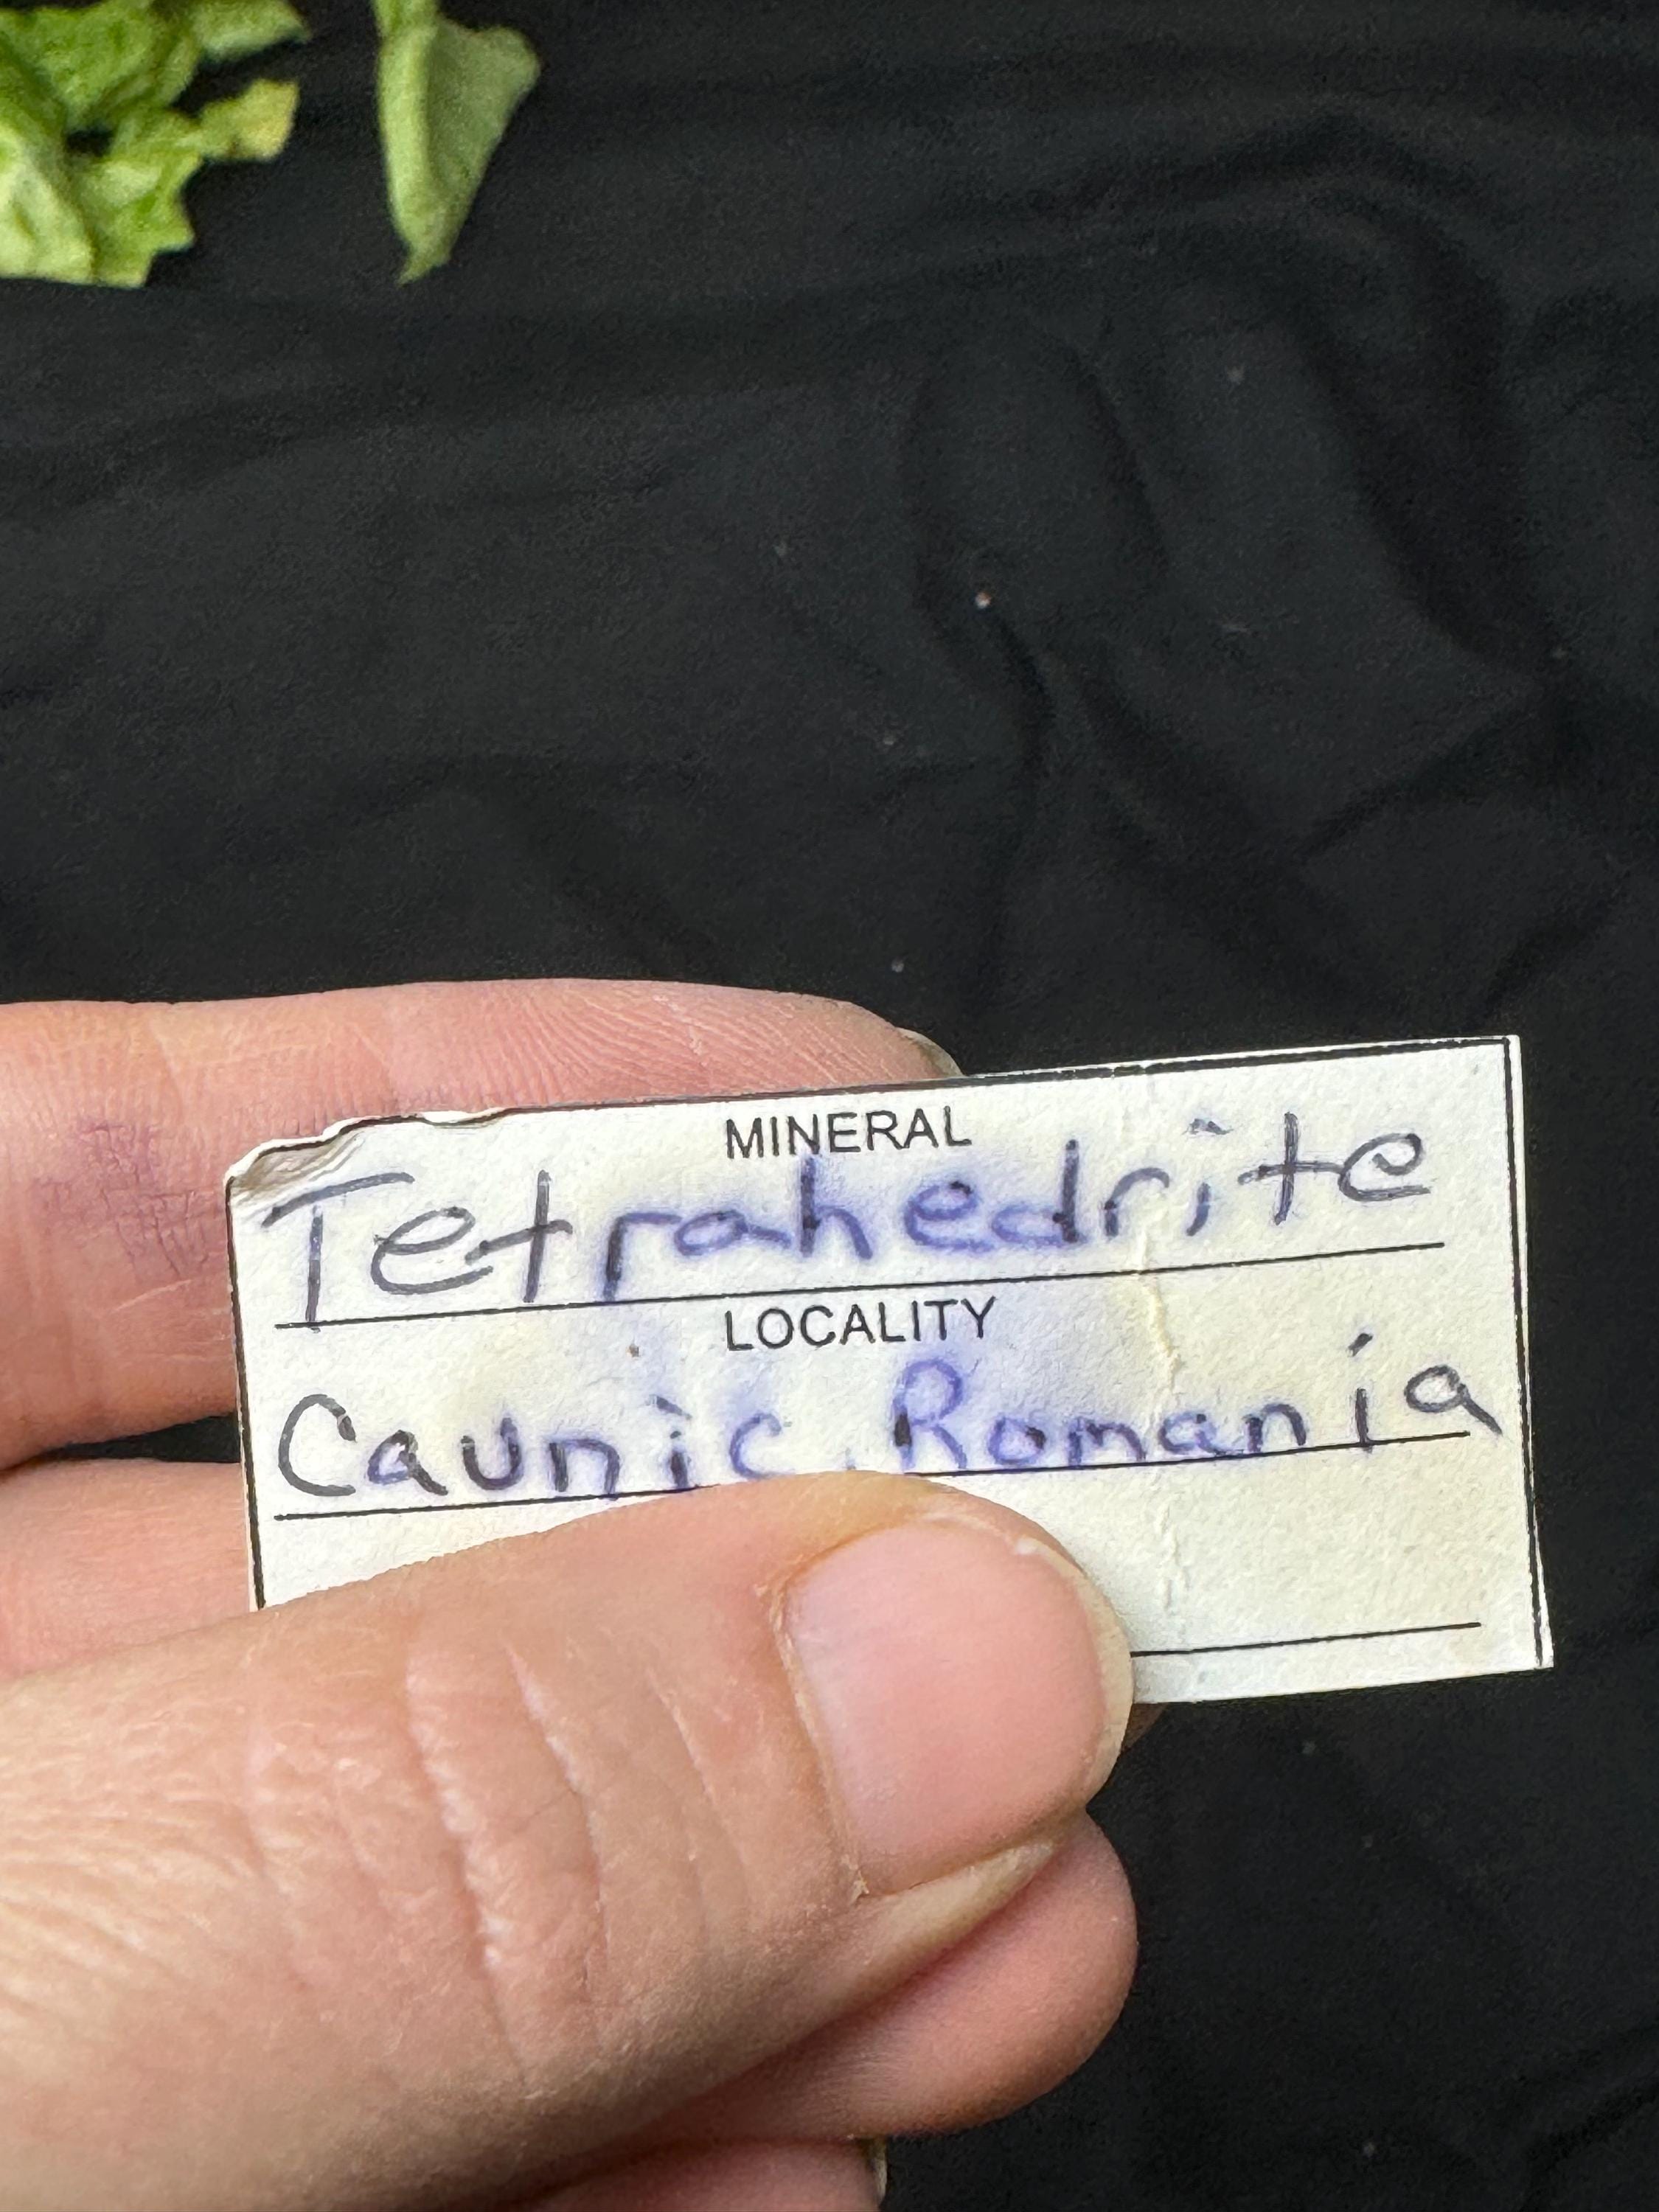 MINERAL
Tetrahedrite
LOCALITY
Caunic, Romania